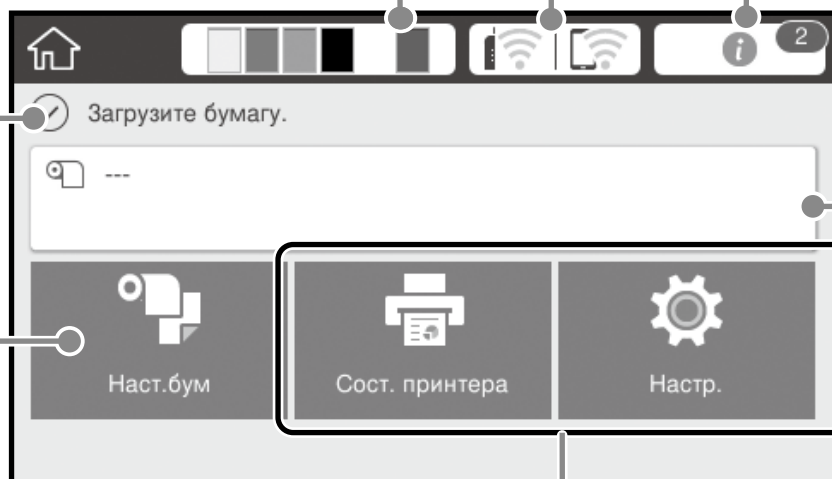 2
Загрузите бумагу.
---
Наст.бум
Сост. принтера
Настр.